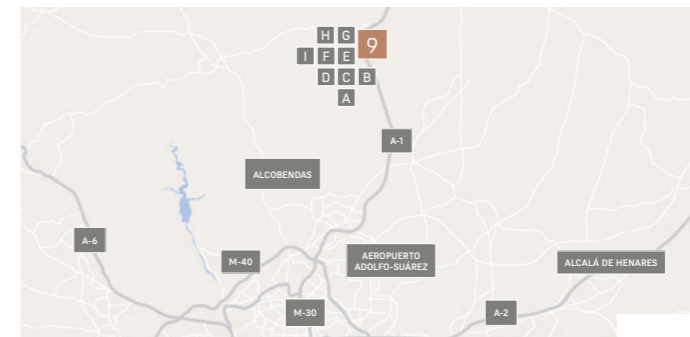 H G
9
I F E
D C B
A
A-1
ALCOBENDAS
A-6
M-40
AEROPUERTO
ADOLFO-SUÁREZ
ALCALÁ DE HENARES
M-30
A-2